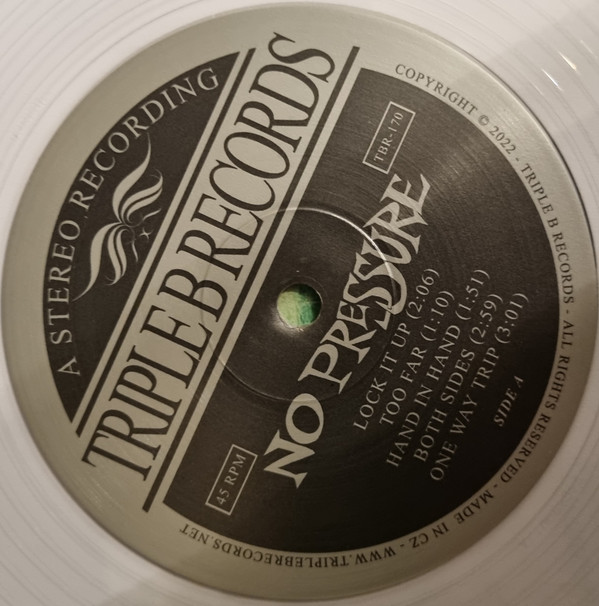 A STEREO RECORDING
TRIPLE B RECORDS
45 RPM
TBR-170
NO PRESSURE
LOCK IT UP (2:06)
TOO FAR (1:10)
HAND IN HAND (1:51)
BOTH SIDES (2:59)
ONE WAY TRIP (3:01)
SIDE A
COPYRIGHT © 2022 - TRIPLE B RECORDS - ALL RIGHTS RESERVED - MADE IN CZ - WWW.TRIPLEBRECORDS.NET